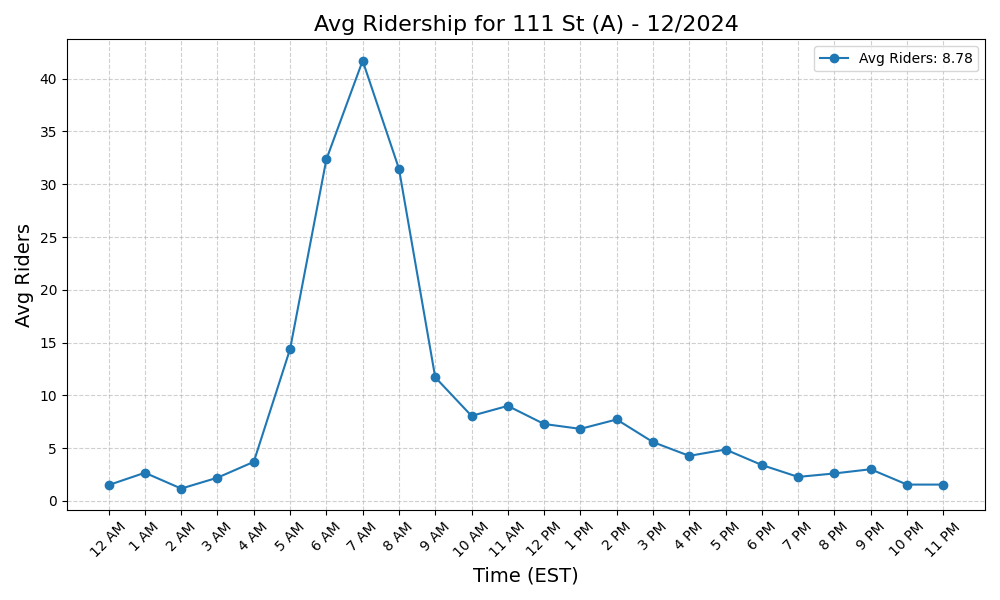 Avg Ridership for 111 St (A) - 12/2024
Avg Riders: 8.78
Avg Riders
40
35
30
25
20
15
10
5
0
12 AM
1 AM
2 AM
3 AM
4 AM
5 AM
6 AM
7 AM
8 AM
9 AM
10 AM
11 AM
12 PM
1 PM
2 PM
3 PM
4 PM
5 PM
6 PM
7 PM
8 PM
9 PM
10 PM
11 PM
Time (EST)